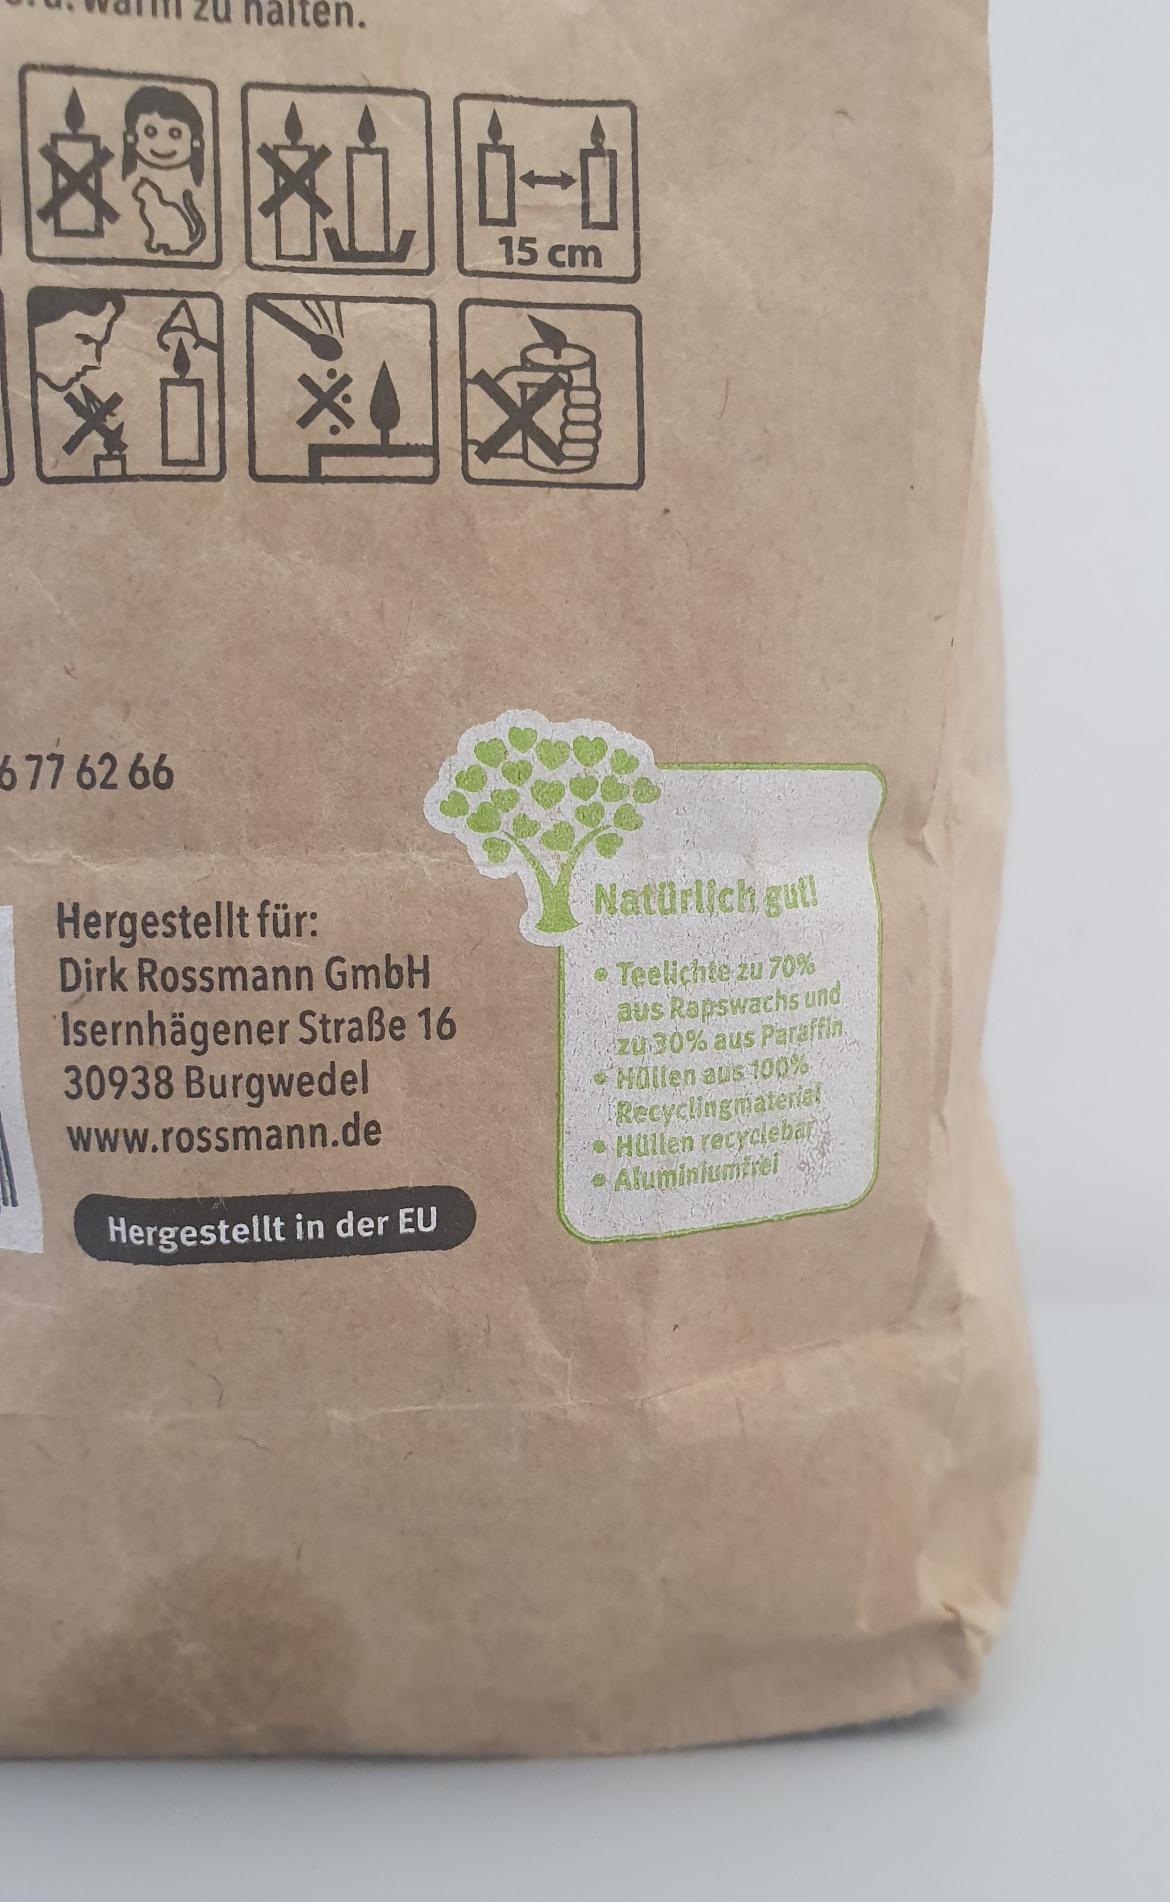 warm zu halten.
15 cm
6 77 62 66
Hergestellt für:
Dirk Rossmann GmbH
Isernhägener Straße 16
30938 Burgwedel
www.rossmann.de
Hergestellt in der EU
Natürlich gut!
• Teelichte zu 70%
aus Rapswachs und
zu 30% aus Paraffin
• Hüllen aus 100%
Recyclingmaterial
• Hüllen recyclebar
• Aluminiumfrei